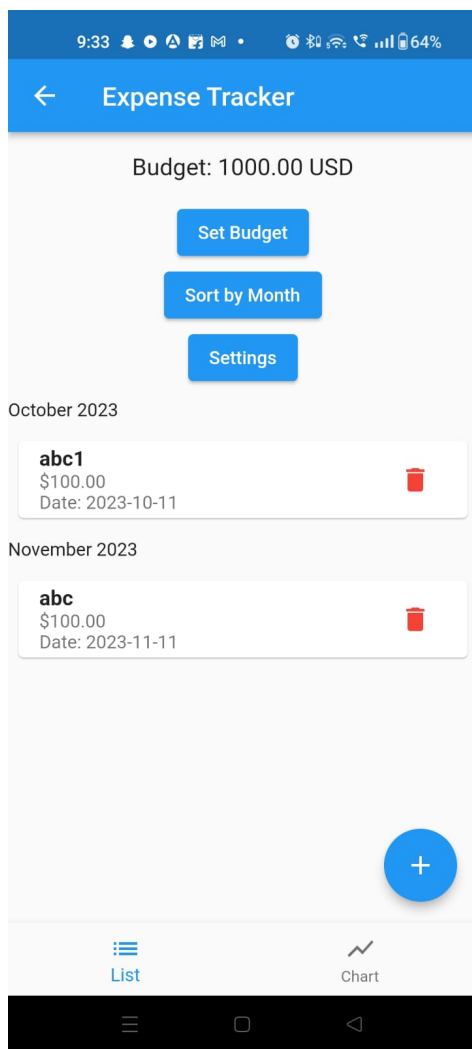 9:33
64%
Expense Tracker
Budget: 1000.00 USD
Set Budget
Sort by Month
Settings
October 2023
abc1
$100.00
Date: 2023-10-11
November 2023
abc
$100.00
Date: 2023-11-11
+
List
Chart